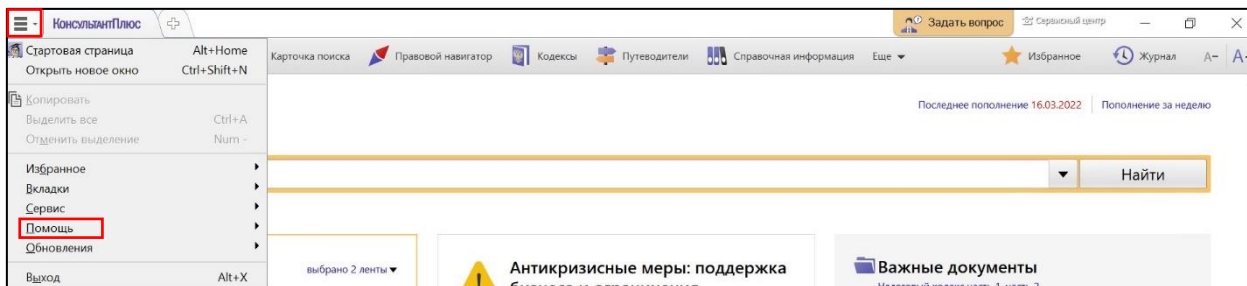 КонсультантПлюс
Задать вопрос
Сервисный центр
Стартовая страница Alt+Home
Открыть новое окно Ctrl+Shift+N
Копировать
Выделить все Ctrl+A
Отменить выделение Num -
Избранное
Вкладки
Сервис
Помощь
Обновления
Выход Alt+X
Карточка поиска Правовой навигатор Кодексы Путеводители Справочная информация Еще Избранное Журнал А− А
Последнее пополнение 16.03.2022 Пополнение за неделю
Найти
выбрано 2 ленты
Антикризисные меры: поддержка
Важные документы